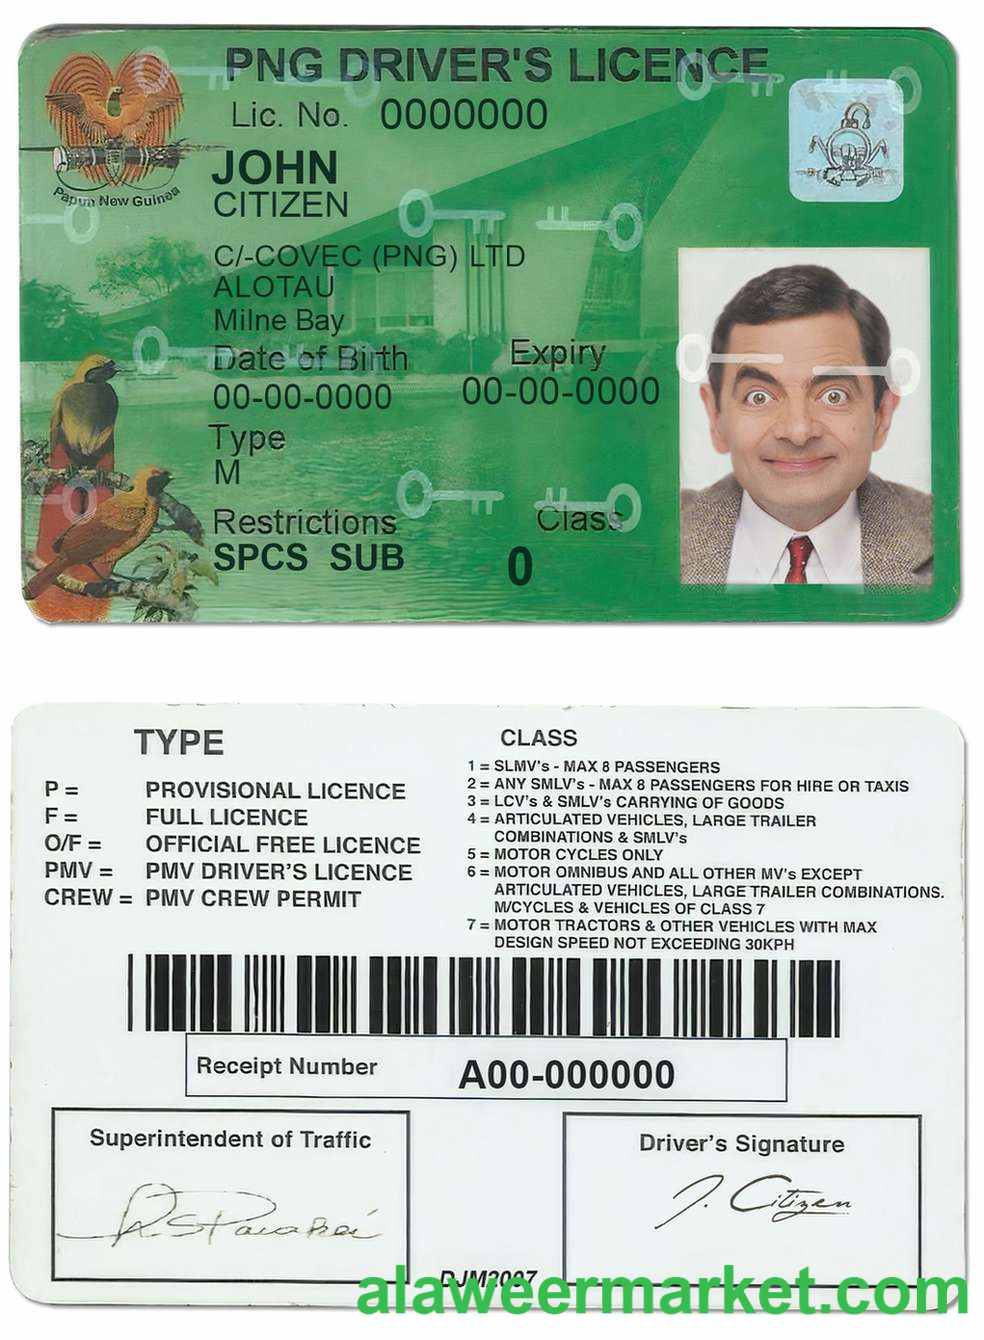 PNG DRIVER'S LICENCE
Lic. No. 0000000
JOHN
CITIZEN
Papua New Guinea
C/-COVEC (PNG) LTD
ALOTAU
Milne Bay
Date of Birth Expiry
00-00-0000 00-00-0000
Type
M
Restrictions Class
SPCS SUB 0
TYPE
P = PROVISIONAL LICENCE
F = FULL LICENCE
O/F = OFFICIAL FREE LICENCE
PMV = PMV DRIVER'S LICENCE
CREW = PMV CREW PERMIT
CLASS
1 = SLMV's - MAX 8 PASSENGERS
2 = ANY SMLV's - MAX 8 PASSENGERS FOR HIRE OR TAXIS
3 = LCV's & SMLV's CARRYING OF GOODS
4 = ARTICULATED VEHICLES, LARGE TRAILER
COMBINATIONS & SMLV's
5 = MOTOR CYCLES ONLY
6 = MOTOR OMNIBUS AND ALL OTHER MV's EXCEPT
ARTICULATED VEHICLES, LARGE TRAILER COMBINATIONS.
M/CYCLES & VEHICLES OF CLASS 7
7 = MOTOR TRACTORS & OTHER VEHICLES WITH MAX
DESIGN SPEED NOT EXCEEDING 30KPH
Receipt Number A00-000000
Superintendent of Traffic
Driver's Signature
J. Citizen
DJM2007
alaweermarket.com